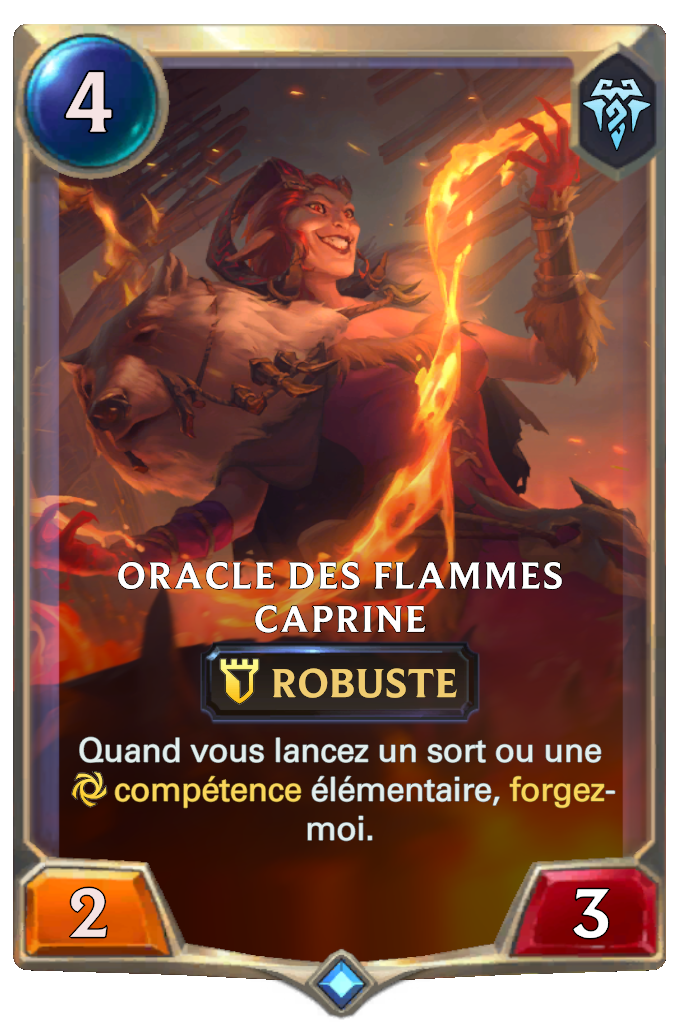 4
ORACLE DES FLAMMES
CAPRINE
ROBUSTE
Quand vous lancez un sort ou une
compétence élémentaire, forgez-
moi.
2
3